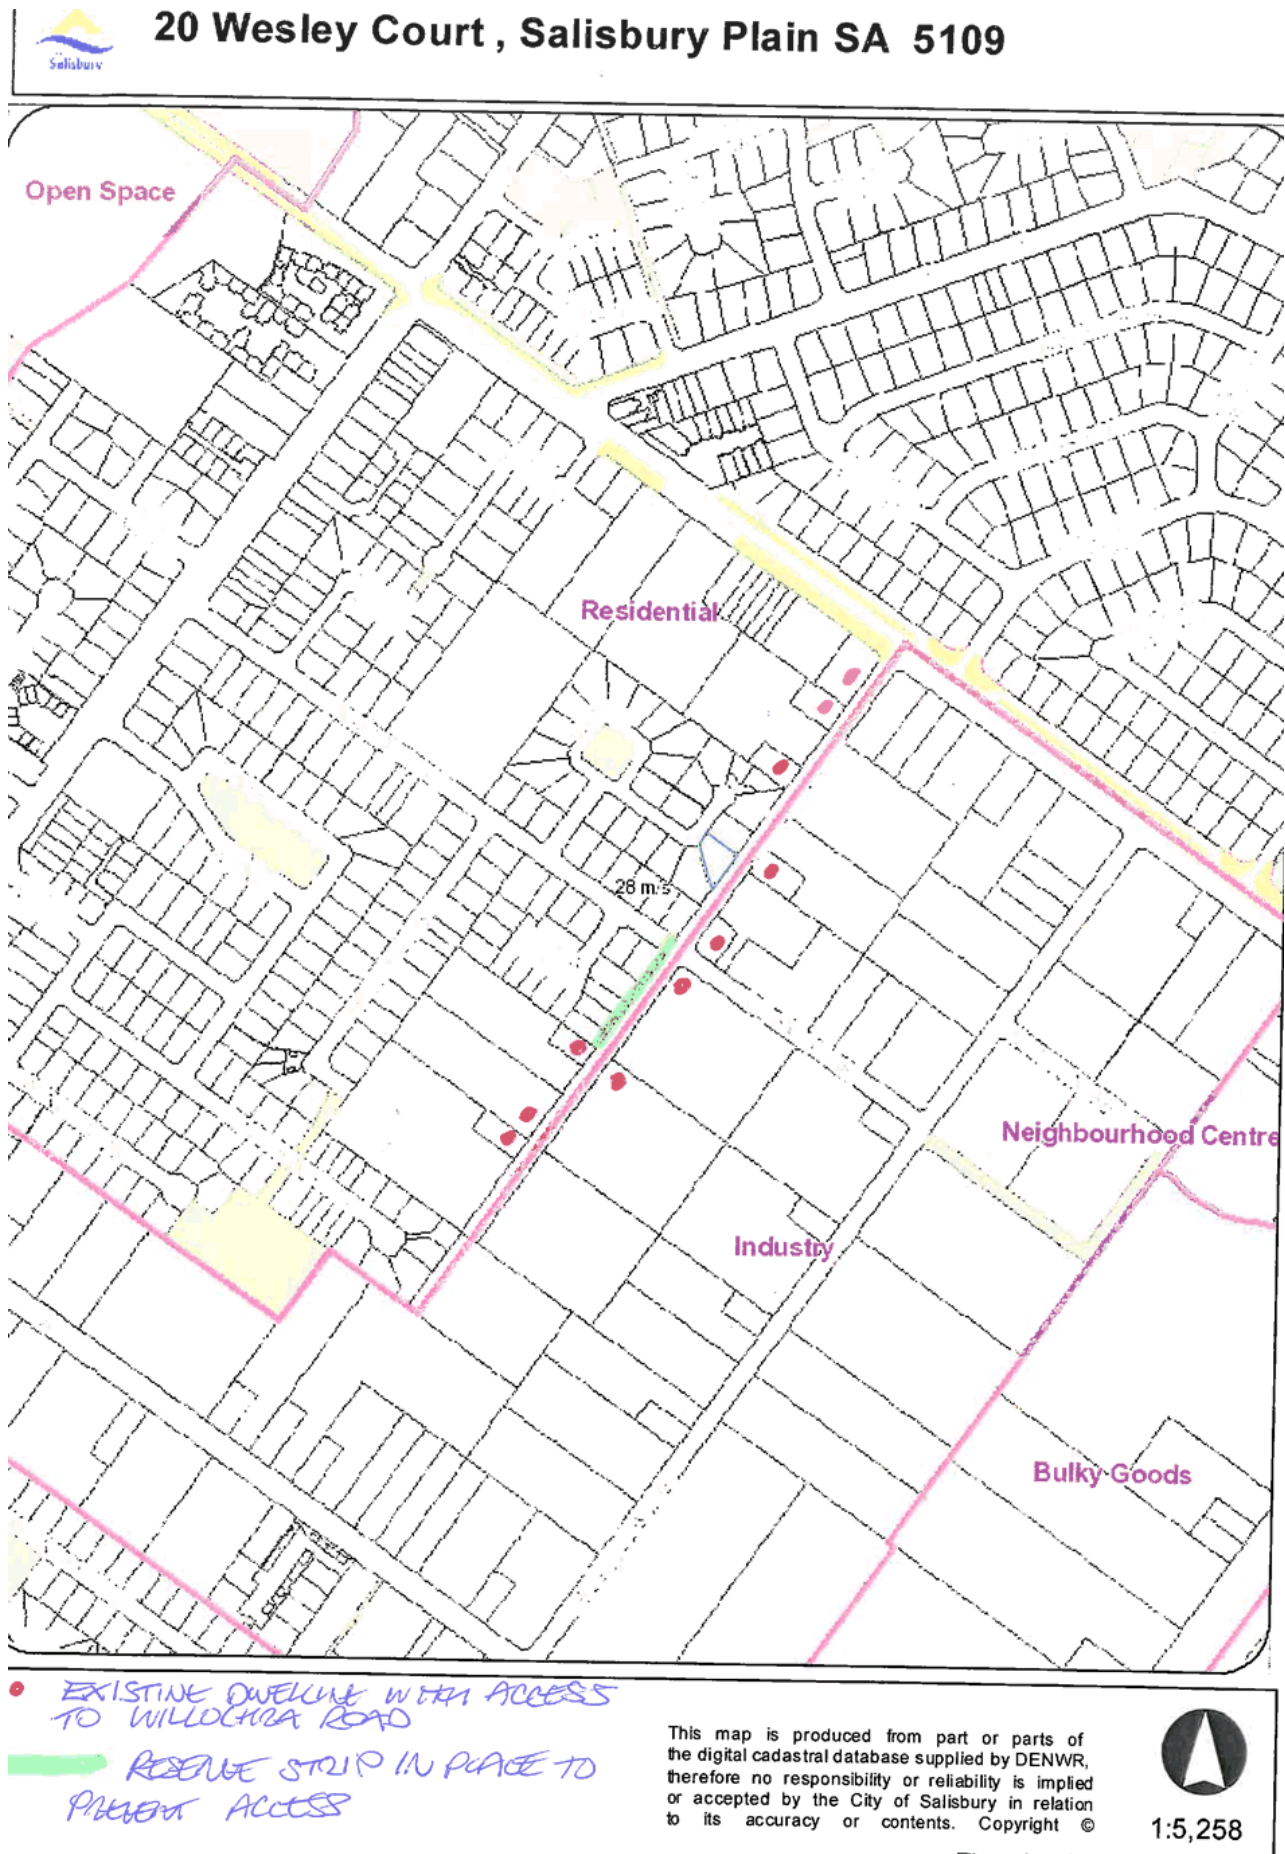 20 Wesley Court , Salisbury Plain SA 5109
Salisbury
Open Space
Residential
28 m/s
Neighbourhood Centre
Industry
Bulky Goods
EXISTING DWELLING WITH ACCESS
TO WILLOCHRA ROAD
RESERVE STRIP IN PLACE TO
PREVENT ACCESS
This map is produced from part or parts of
the digital cadastral database supplied by DENWR,
therefore no responsibility or reliability is implied
or accepted by the City of Salisbury in relation
to its accuracy or contents. Copyright ©
1:5,258